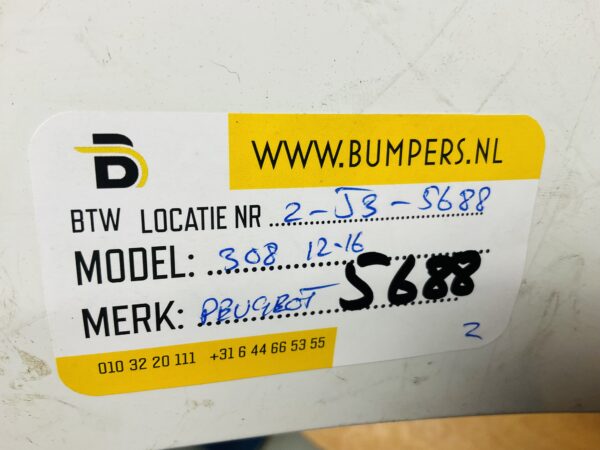 WWW.BUMPERS.NL
BTW LOCATIE NR 2-J3-5688
MODEL: 308 12-16
MERK: PEUGEOT 5688
2
010 32 20 111 +31 6 44 66 53 55